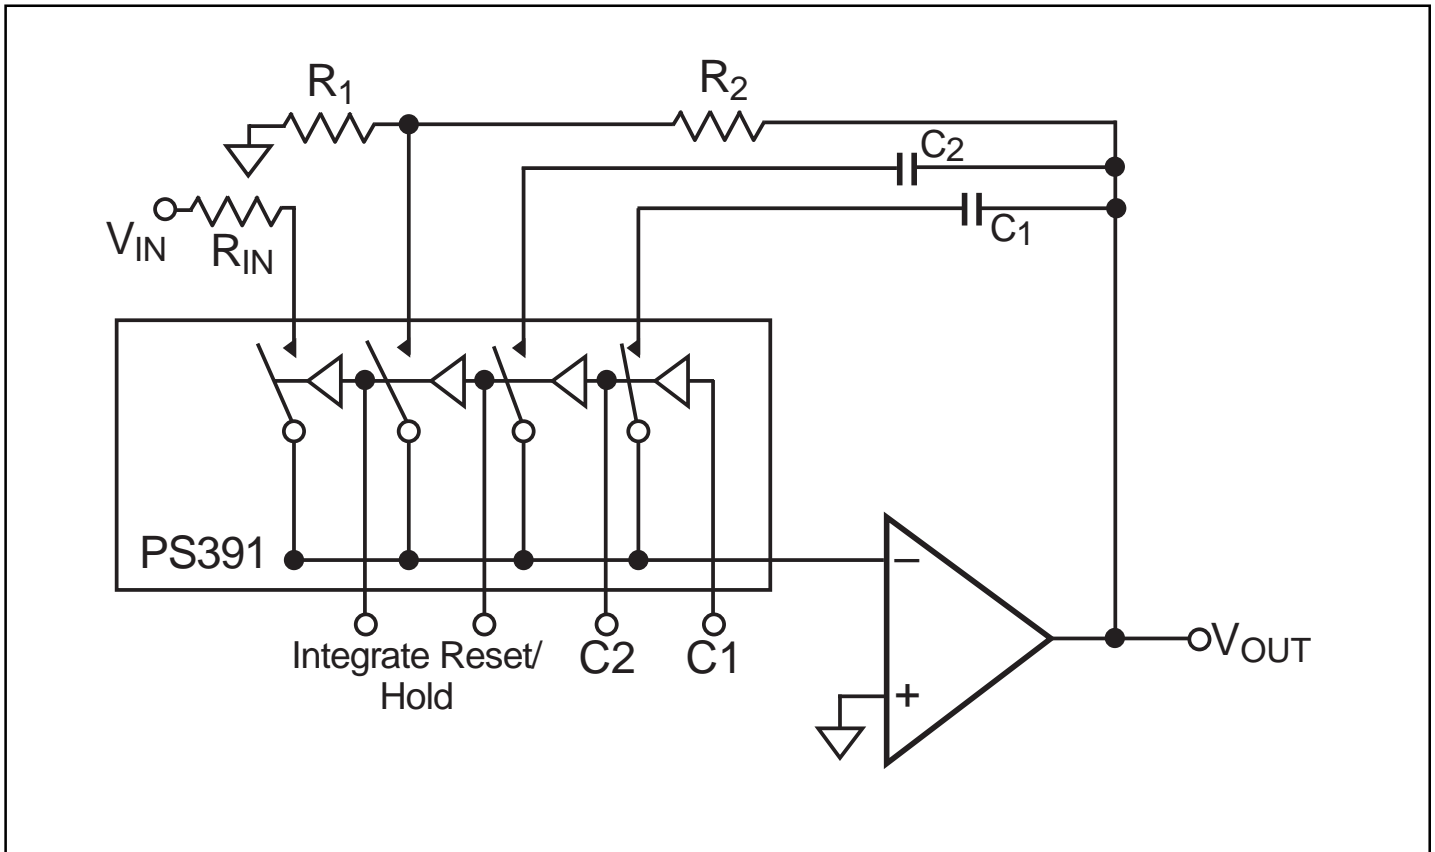 R1
R2
C2
C1
VIN
RIN
PS391
−
+
Integrate Reset/
Hold
C2
C1
VOUT